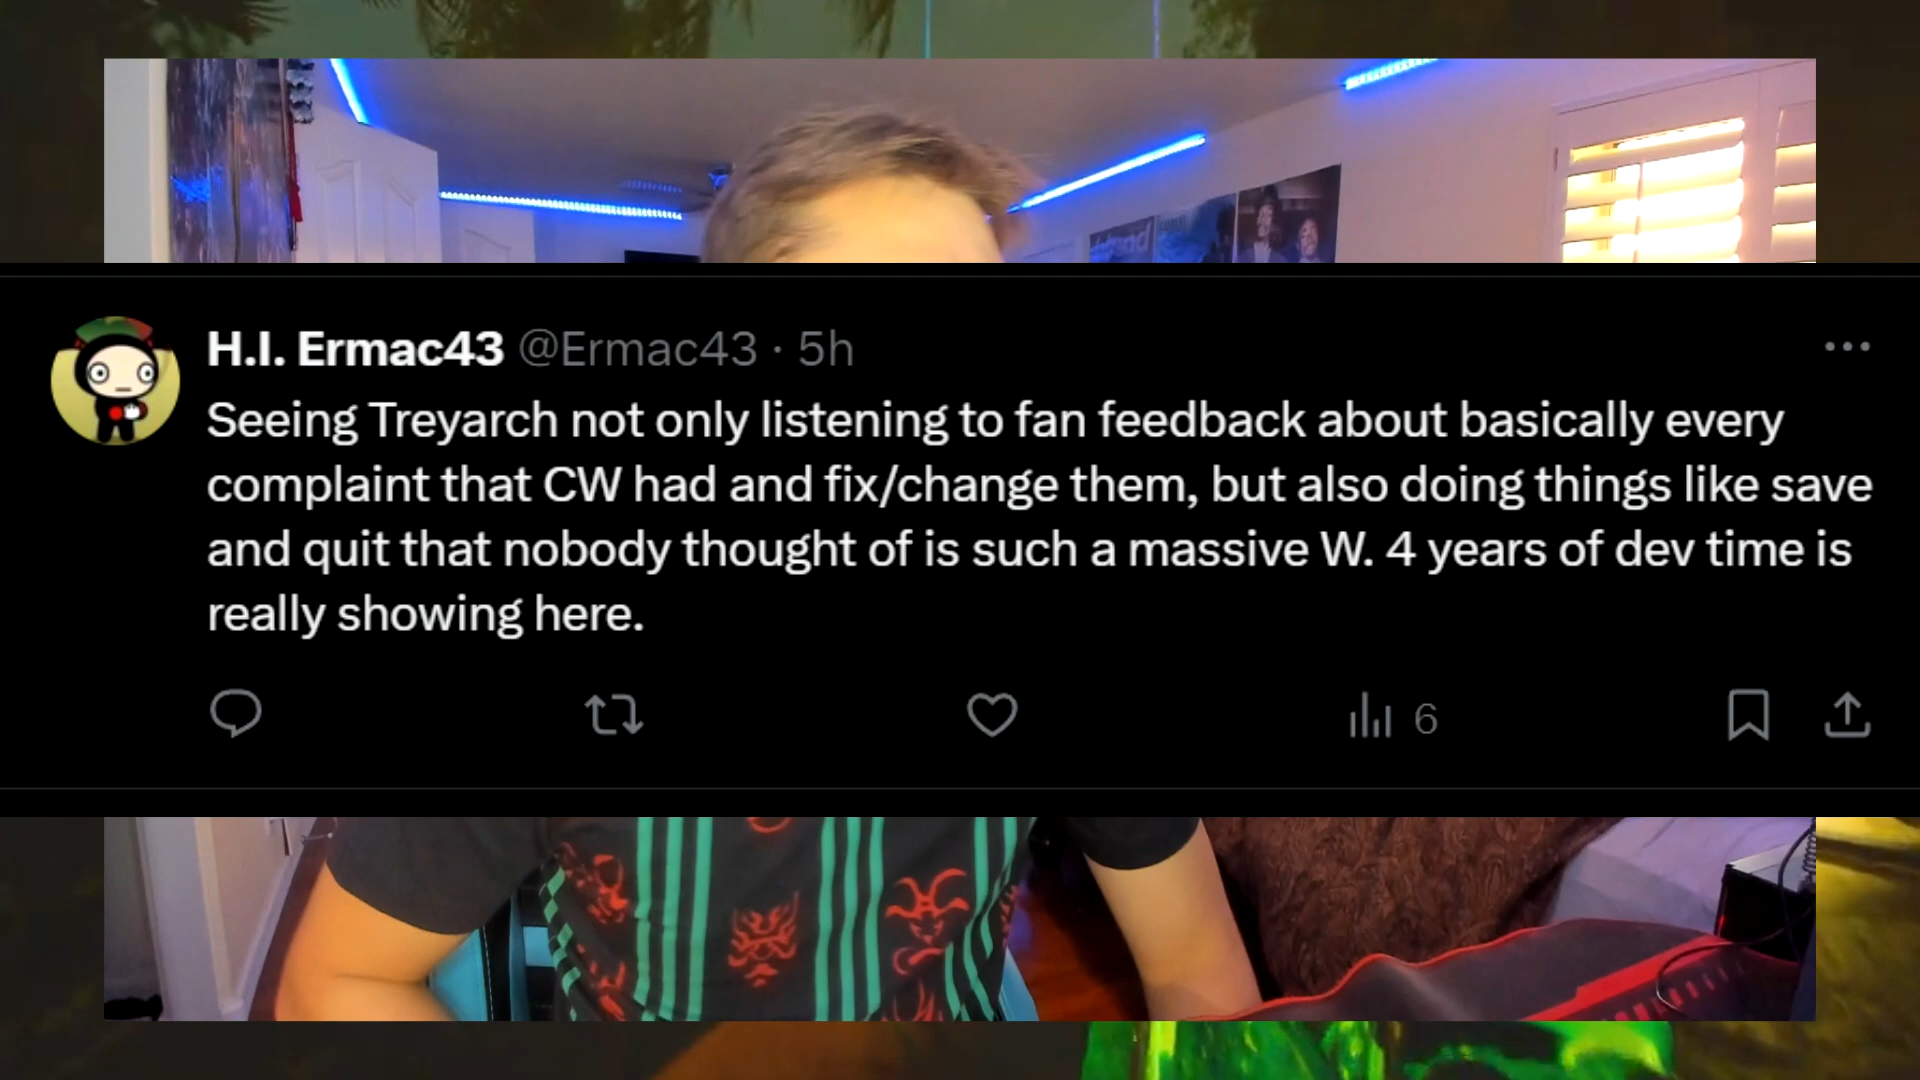 H.I. Ermac43 @Ermac43 · 5h
Seeing Treyarch not only listening to fan feedback about basically every
complaint that CW had and fix/change them, but also doing things like save
and quit that nobody thought of is such a massive W. 4 years of dev time is
really showing here.
6